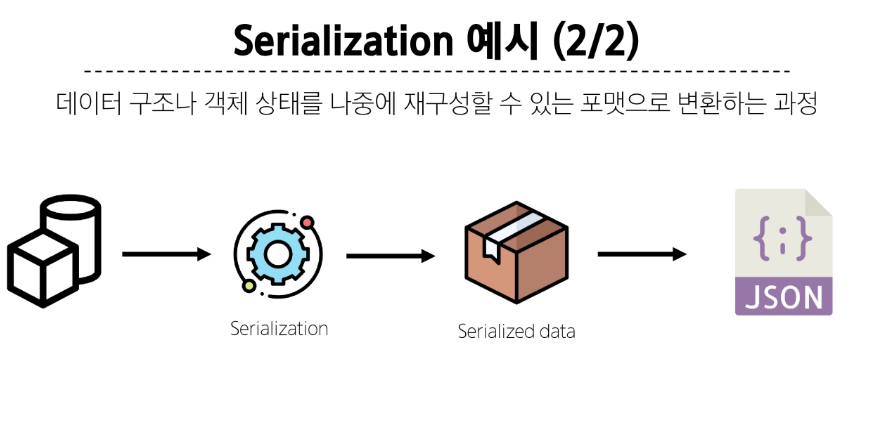 Serialization 예시 (2/2)
데이터 구조나 객체 상태를 나중에 재구성할 수 있는 포맷으로 변환하는 과정
{;}
JSON
Serialization
Serialized data